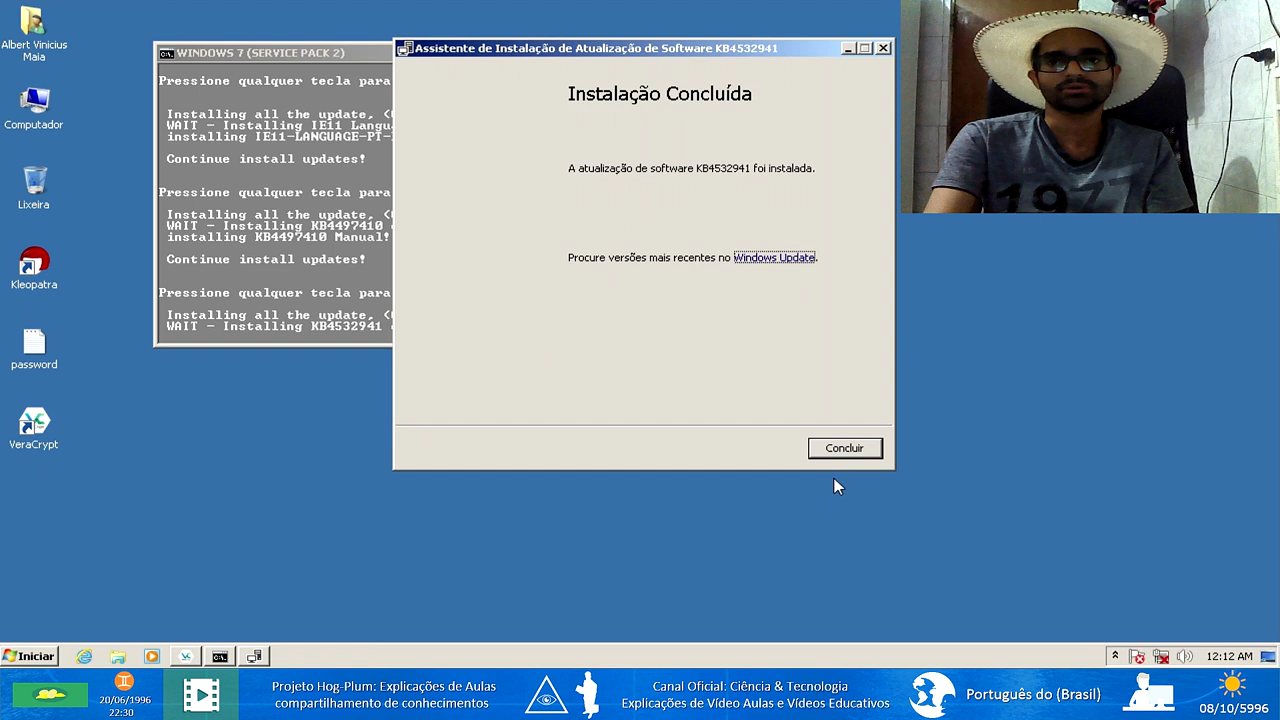 Albert Vinicius
Maia
Computador
Lixeira
Kleopatra
password
VeraCrypt
WINDOWS 7 (SERVICE PACK 2)
Pressione qualquer tecla para
Installing all the update, <
WAIT - Installing IE11 Langu
installing IE11-LANGUAGE-PT-
Continue install updates!
Pressione qualquer tecla para
Installing all the update, <
WAIT - Installing KB4497410
installing KB4497410 Manual!
Continue install updates!
Pressione qualquer tecla para
Installing all the update, <
WAIT - Installing KB4532941
Assistente de Instalação de Atualização de Software KB4532941
Instalação Concluída
A atualização de software KB4532941 foi instalada.
Procure versões mais recentes no Windows Update.
Concluir
1977
Iniciar
12:12 AM
20/06/1996
22:30
Projeto Hog-Plum: Explicações de Aulas
compartilhamento de conhecimentos
Canal Oficial: Ciência & Tecnologia
Explicações de Vídeo Aulas e Vídeos Educativos
Português do (Brasil)
08/10/5996